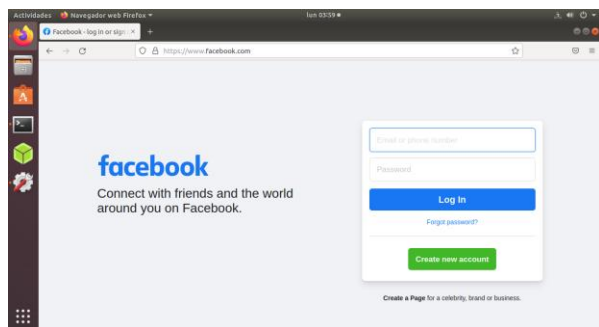 Actividades Navegador web Firefox lun 03:59
Facebook - log in or sign
https://www.facebook.com
facebook
Connect with friends and the world
around you on Facebook.
Email or phone number
Password
Log In
Forgot password?
Create new account
Create a Page for a celebrity, brand or business.